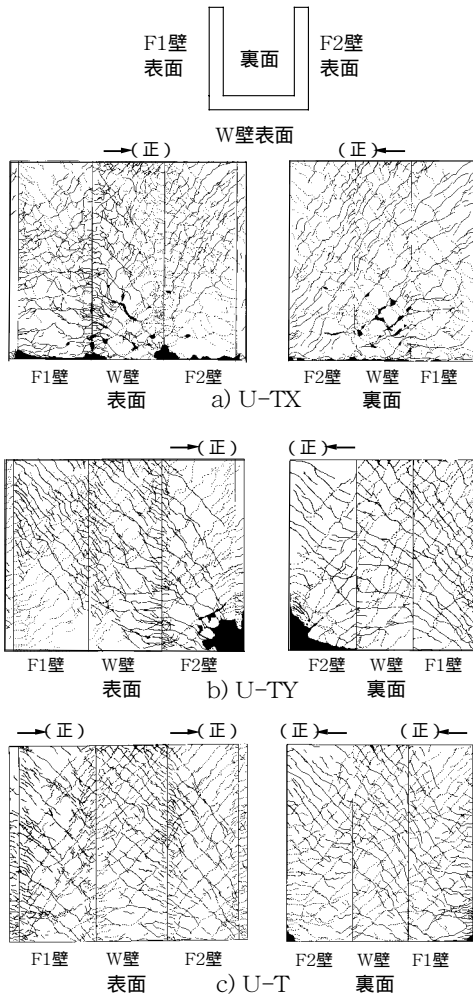 F1壁 裏面 F2壁
表面 表面
W壁表面
(正) (正)
F1壁 W壁 F2壁 F2壁 W壁 F1壁
表面 a) U-TX 裏面
(正) (正)
F1壁 W壁 F2壁 F2壁 W壁 F1壁
表面 b) U-TY 裏面
(正) (正) (正) (正)
F1壁 W壁 F2壁 F2壁 W壁 F1壁
表面 c) U-T 裏面